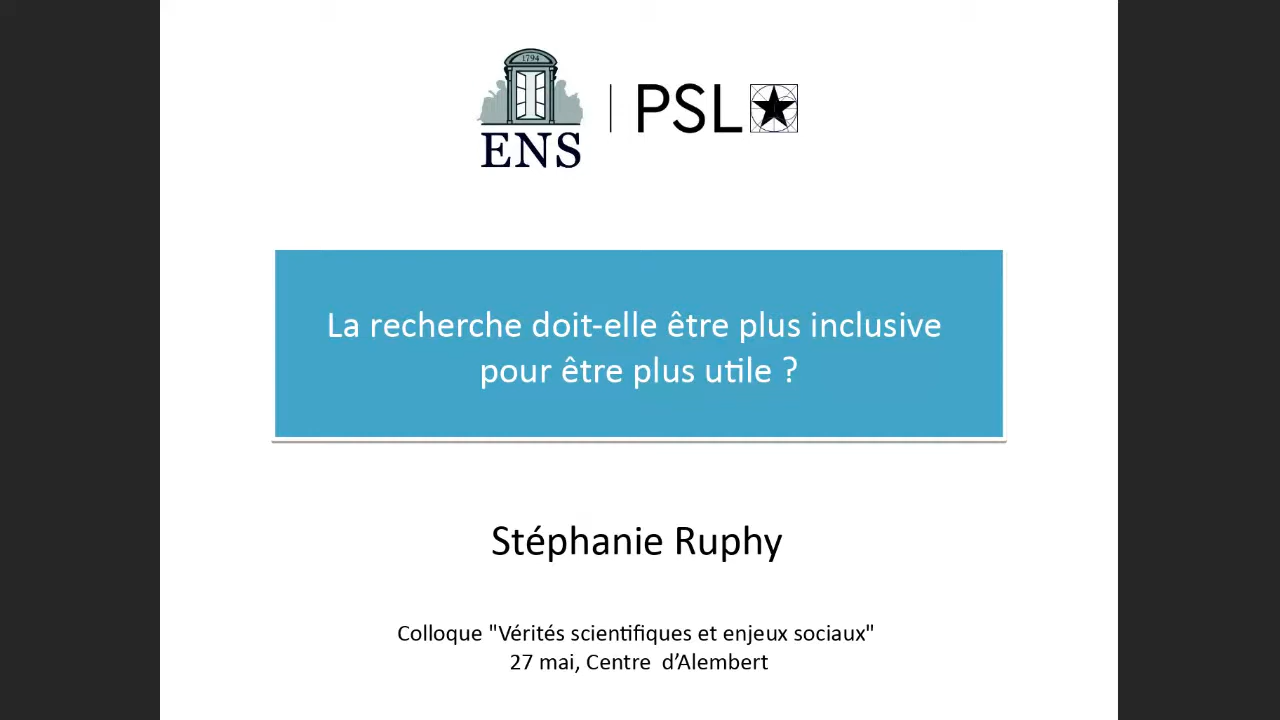 1794
ENS
PSL
La recherche doit-elle être plus inclusive
pour être plus utile ?
Stéphanie Ruphy
Colloque "Vérités scientifiques et enjeux sociaux"
27 mai, Centre  d’Alembert